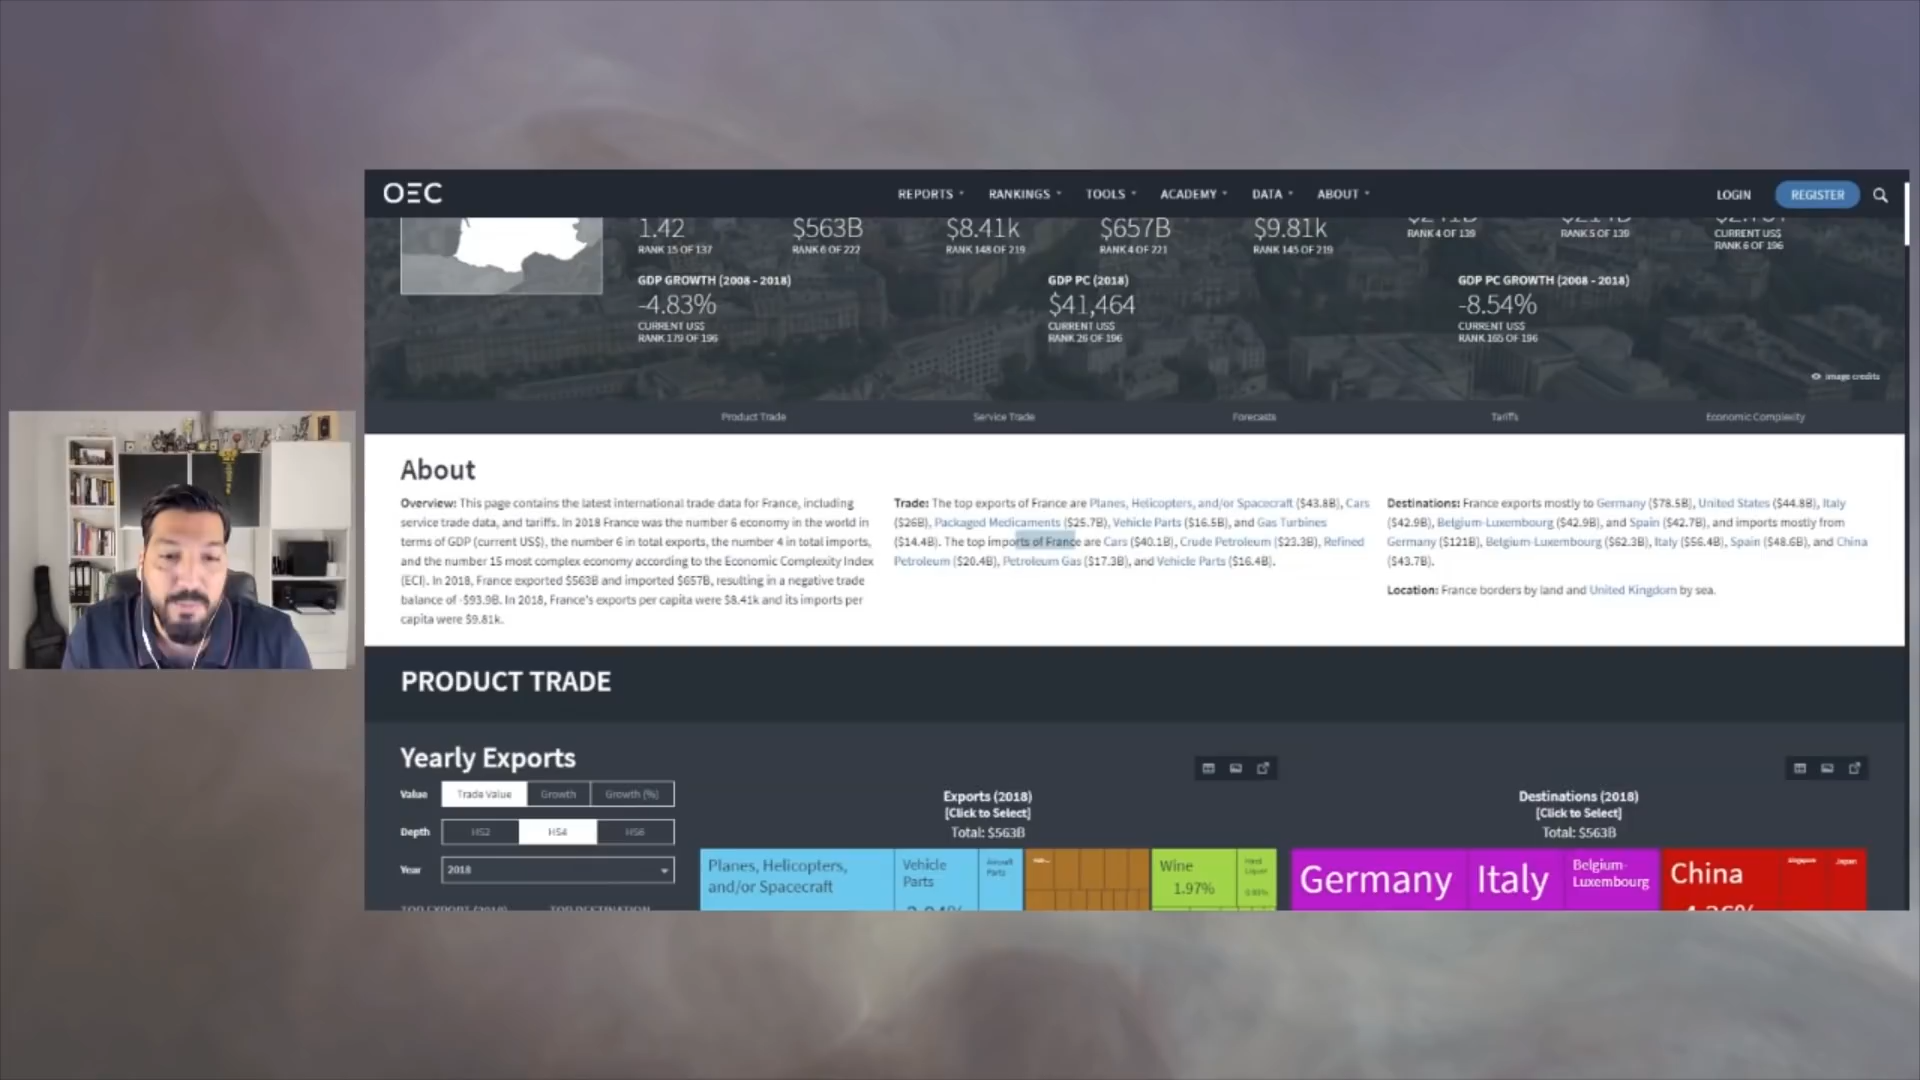 OEC
REPORTS RANKINGS TOOLS ACADEMY DATA ABOUT LOGIN REGISTER
1.42 $563B $8.41k $657B $9.81k
RANK 15 OF 137 RANK 6 OF 222 RANK 148 OF 219 RANK 4 OF 221 RANK 145 OF 219 RANK 4 OF 139 RANK 5 OF 139 CURRENT US$
RANK 6 OF 196
GDP GROWTH (2008 - 2018) GDP PC (2018) GDP PC GROWTH (2008 - 2018)
-4.83% $41,464 -8.54%
CURRENT US$ CURRENT US$ CURRENT US$
RANK 179 OF 196 RANK 26 OF 196 RANK 165 OF 196
image credits
Product Trade Service Trade Forecasts Tariffs Economic Complexity
About
Overview: This page contains the latest international trade data for France, including
service trade data, and tariffs. In 2018 France was the number 6 economy in the world in
terms of GDP (current US$), the number 6 in total exports, the number 4 in total imports,
and the number 15 most complex economy according to the Economic Complexity Index
(ECI). In 2018, France exported $563B and imported $657B, resulting in a negative trade
balance of -$93.9B. In 2018, France's exports per capita were $8.41k and its imports per
capita were $9.81k.
Trade: The top exports of France are Planes, Helicopters, and/or Spacecraft ($43.8B), Cars
($26B), Packaged Medicaments ($25.7B), Vehicle Parts ($16.5B), and Gas Turbines
($14.4B). The top imports of France are Cars ($40.1B), Crude Petroleum ($23.3B), Refined
Petroleum ($20.4B), Petroleum Gas ($17.3B), and Vehicle Parts ($16.4B).
Destinations: France exports mostly to Germany ($78.5B), United States ($44.8B), Italy
($42.9B), Belgium-Luxembourg ($42.9B), and Spain ($42.7B), and imports mostly from
Germany ($121B), Belgium-Luxembourg ($62.3B), Italy ($56.4B), Spain ($48.6B), and China
($43.7B).
Location: France borders by land and United Kingdom by sea.
PRODUCT TRADE
Yearly Exports
Value Trade Value Growth Growth (%)
Depth HS2 HS4 HS6
Year 2018
TOP EXPORT (2018) TOP DESTINATION
Exports (2018)
[Click to Select]
Total: $563B
Planes, Helicopters,
and/or Spacecraft
Vehicle
Parts
Aircraft
Parts
Wine
1.97%
Hard
Liquor
Destinations (2018)
[Click to Select]
Total: $563B
Germany
Italy
Belgium-
Luxembourg
China
Singapore
Japan